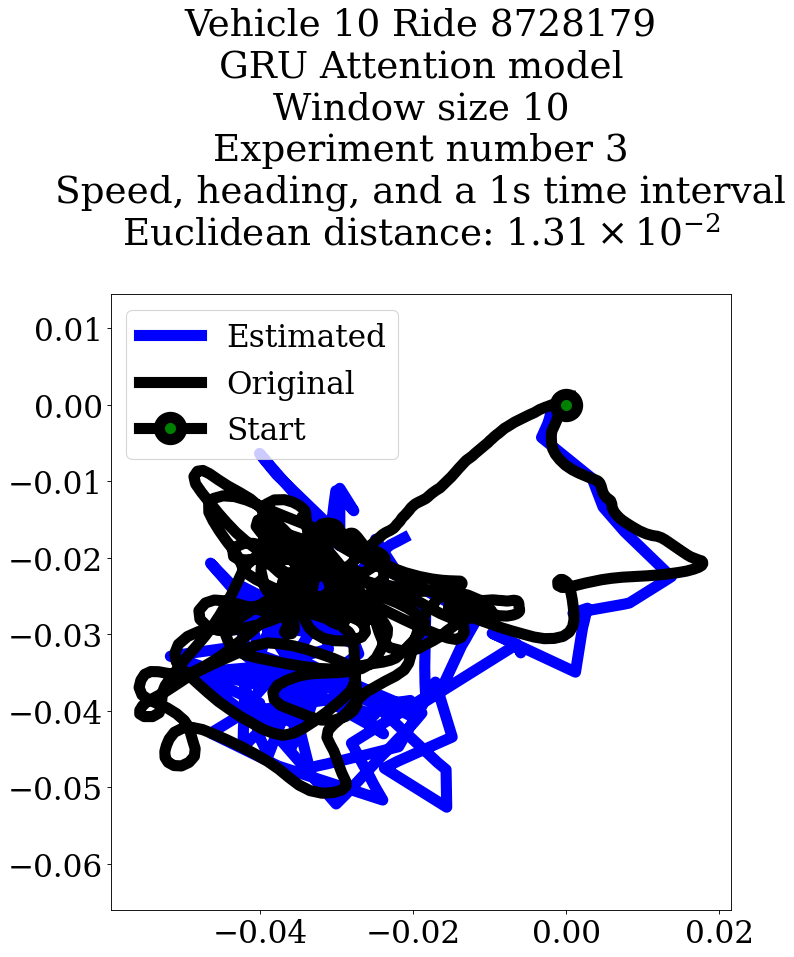 Vehicle 10 Ride 8728179
GRU Attention model
Window size 10
Experiment number 3
Speed, heading, and a 1s time interval
Euclidean distance: 1.31 × 10⁻²
Estimated
Original
Start
0.01
0.00
−0.01
−0.02
−0.03
−0.04
−0.05
−0.06
−0.04
−0.02
0.00
0.02